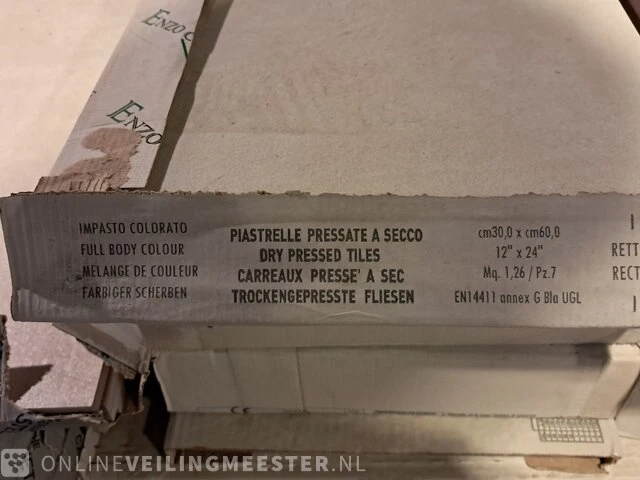 ENZO
ENZO
IMPASTO COLORATO
FULL BODY COLOUR
MELANGE DE COULEUR
FARBIGER SCHERBEN
PIASTRELLE PRESSATE A SECCO
DRY PRESSED TILES
CARREAUX PRESSE' A SEC
TROCKENGEPRESSTE FLIESEN
cm30,0 x cm60,0
12" x 24"
Mq. 1,26 / Pz.7
EN14411 annex G BIa UGL
RETT
RECT
CE
ONLINEVEILINGMEESTER.NL